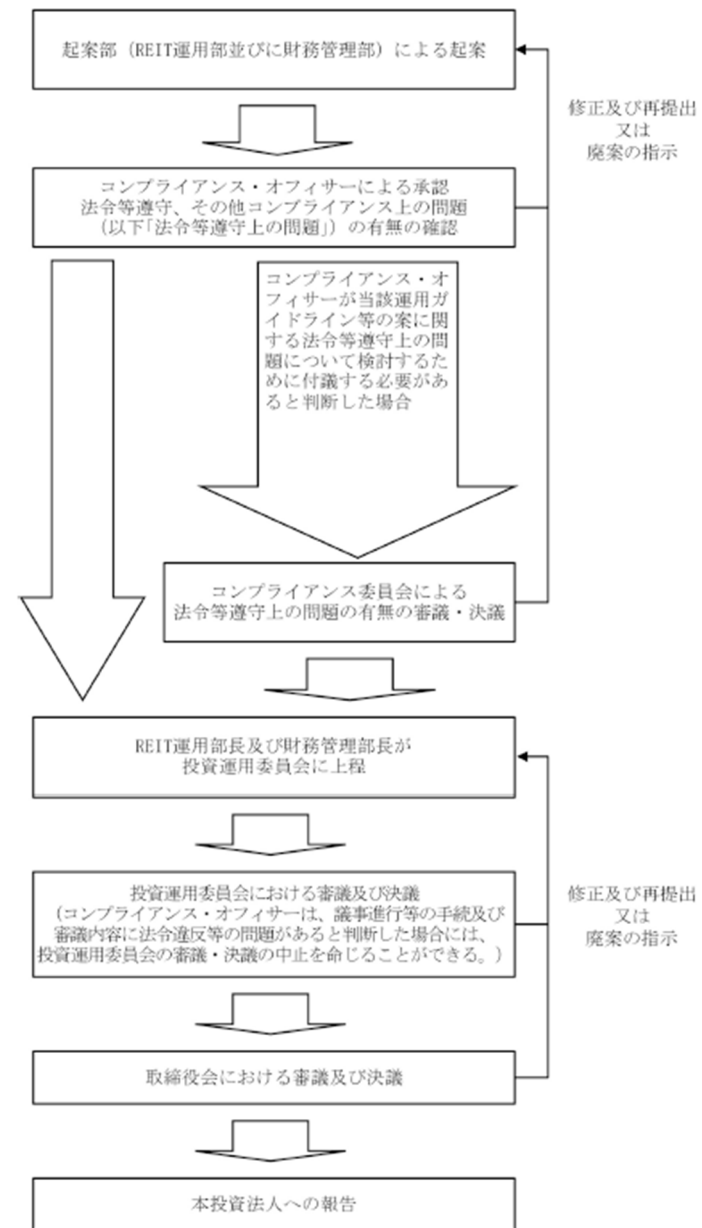 起案部（REIT運用部並びに財務管理部）による起案
修正及び再提出
又は
廃案の指示
コンプライアンス・オフィサーによる承認
法令等遵守、その他コンプライアンス上の問題
（以下「法令等遵守上の問題」）の有無の確認
コンプライアンス・オ
フィサーが当該運用ガ
イドライン等の案に関
する法令等遵守上の問
題について検討するた
めに付議する必要があ
ると判断した場合
コンプライアンス委員会による
法令等遵守上の問題の有無の審議・決議
REIT運用部長及び財務管理部長が
投資運用委員会に上程
投資運用委員会における審議及び決議
（コンプライアンス・オフィサーは、議事進行等の手続及び
審議内容に法令違反等の問題があると判断した場合には、
投資運用委員会の審議・決議の中止を命じることができる。）
修正及び再提出
又は
廃案の指示
取締役会における審議及び決議
本投資法人への報告